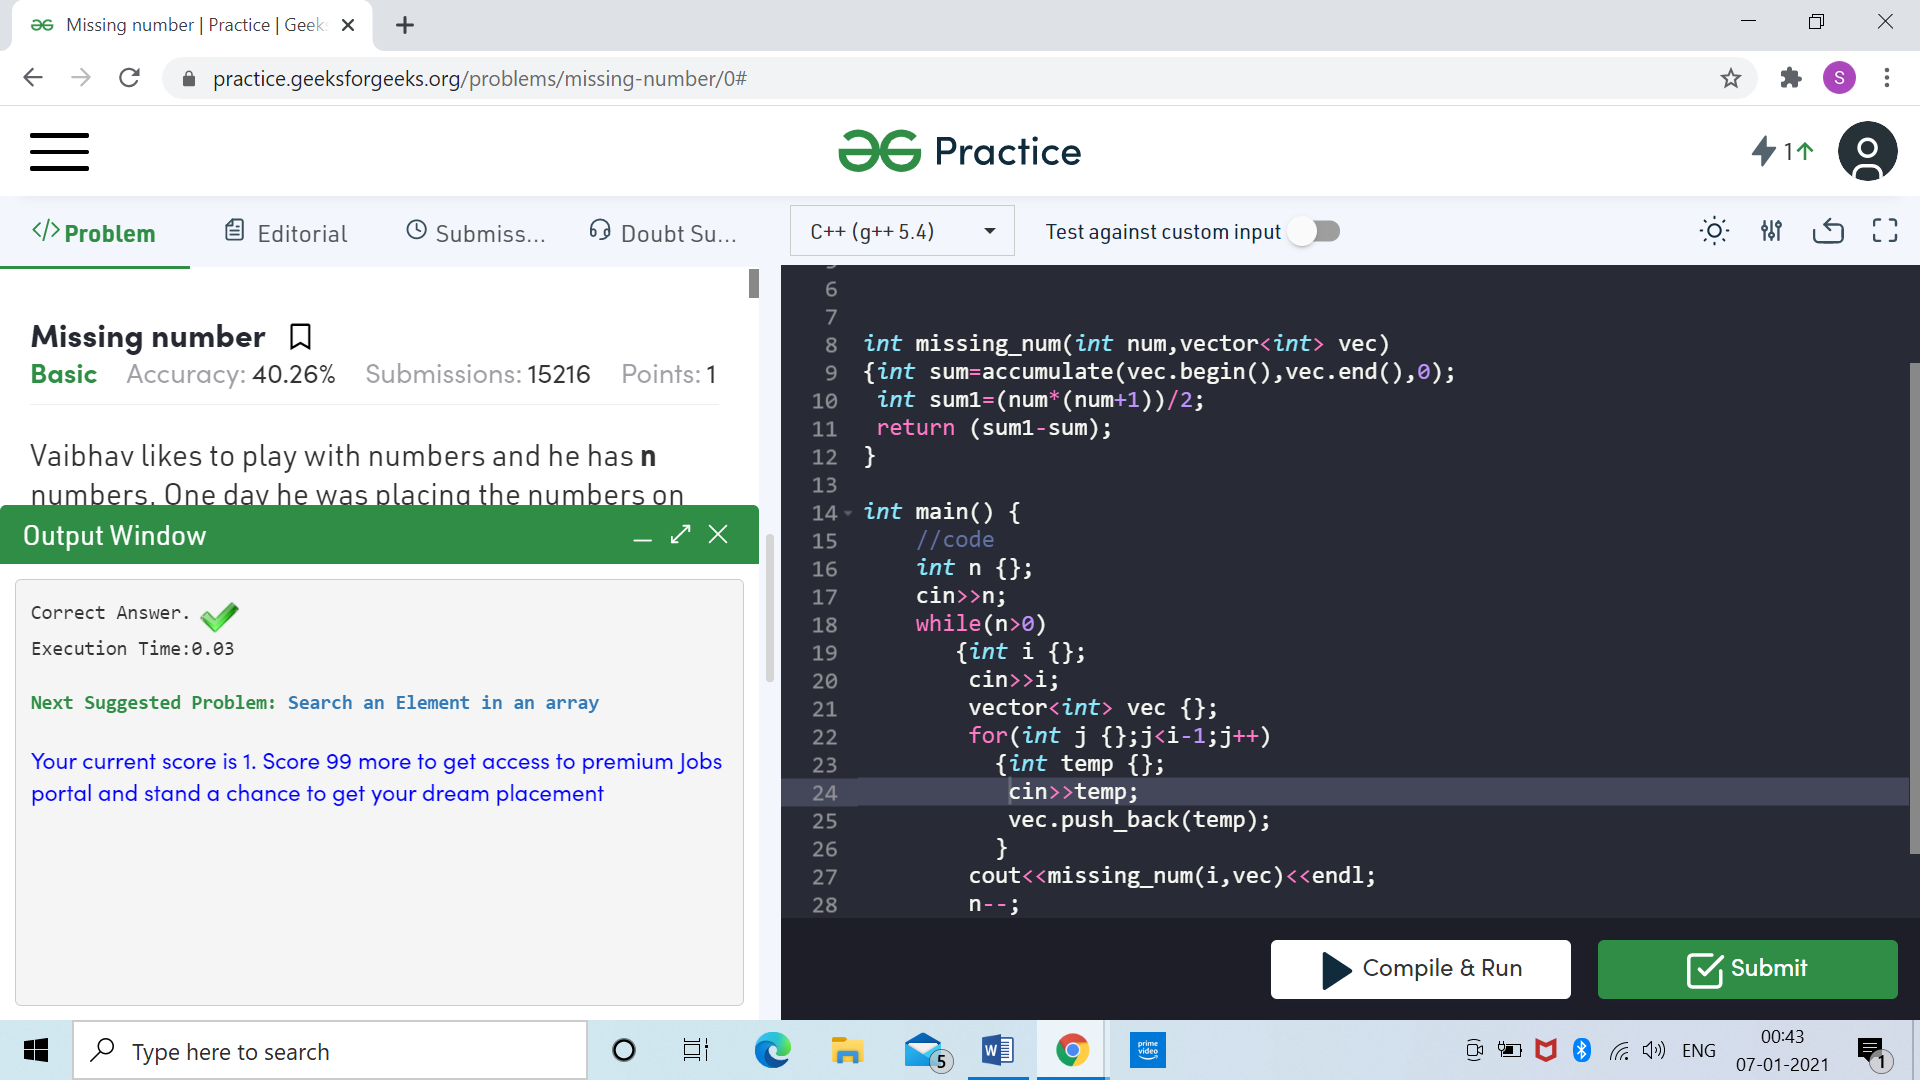 Missing number | Practice | Geek
practice.geeksforgeeks.org/problems/missing-number/0#
S
Practice
1
Problem
Editorial
Submiss...
Doubt Su...
C++ (g++ 5.4)
Test against custom input
Missing number
Basic Accuracy: 40.26% Submissions: 15216 Points: 1
Vaibhav likes to play with numbers and he has n
numbers. One day he was placing the numbers on
Output Window
Correct Answer.
Execution Time:0.03
Next Suggested Problem: Search an Element in an array
Your current score is 1. Score 99 more to get access to premium Jobs
portal and stand a chance to get your dream placement
6
7
8 int missing_num(int num,vector<int> vec)
9 {int sum=accumulate(vec.begin(),vec.end(),0);
10 int sum1=(num*(num+1))/2;
11 return (sum1-sum);
12 }
13
14 int main() {
15 //code
16 int n {};
17 cin>>n;
18 while(n>0)
19 {int i {};
20 cin>>i;
21 vector<int> vec {};
22 for(int j {};j<i-1;j++)
23 {int temp {};
24 cin>>temp;
25 vec.push_back(temp);
26 }
27 cout<<missing_num(i,vec)<<endl;
28 n--;
Compile & Run
Submit
Type here to search
5
W
prime
video
ENG
00:43
07-01-2021
1